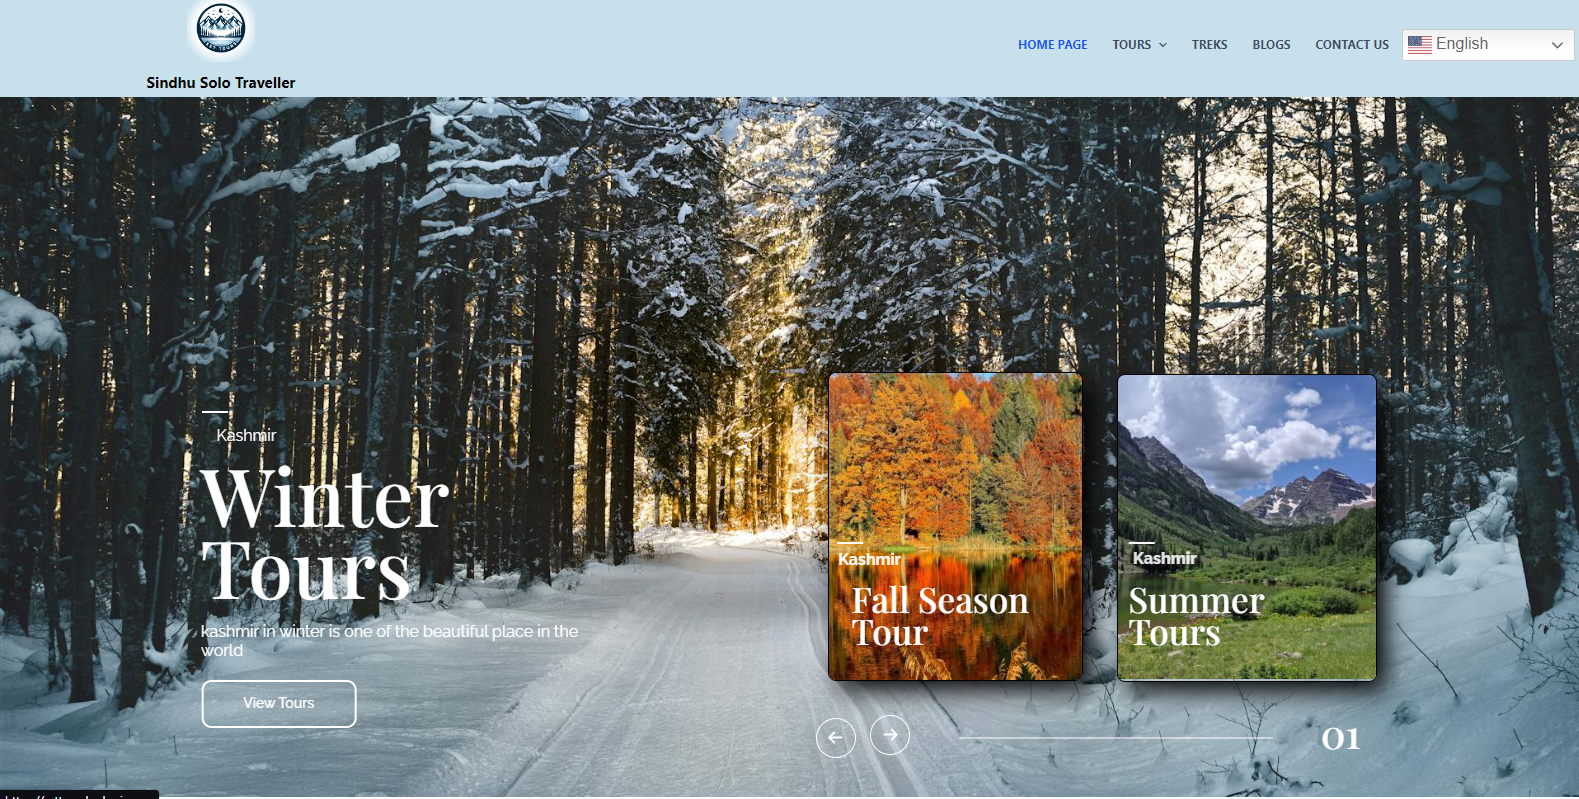 Sindhu Solo Traveller
HOME PAGE
TOURS
TREKS
BLOGS
CONTACT US
English
Kashmir
Winter
Tours
kashmir in winter is one of the beautiful place in the
world
View Tours
Kashmir
Fall Season
Tour
Kashmir
Summer
Tours
01